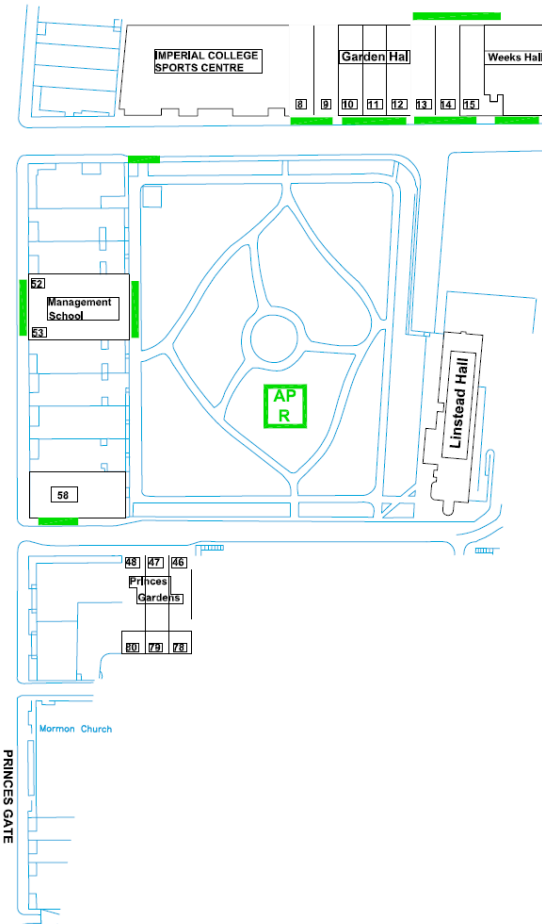 IMPERIAL COLLEGE
SPORTS CENTRE
Garden Hal
Weeks Hall
8
9
10
11
12
13
14
15
52
Management
School
53
AP
R
Linstead Hall
58
48
47
46
Princes
Gardens
80
79
78
Mormon Church
PRINCES GATE